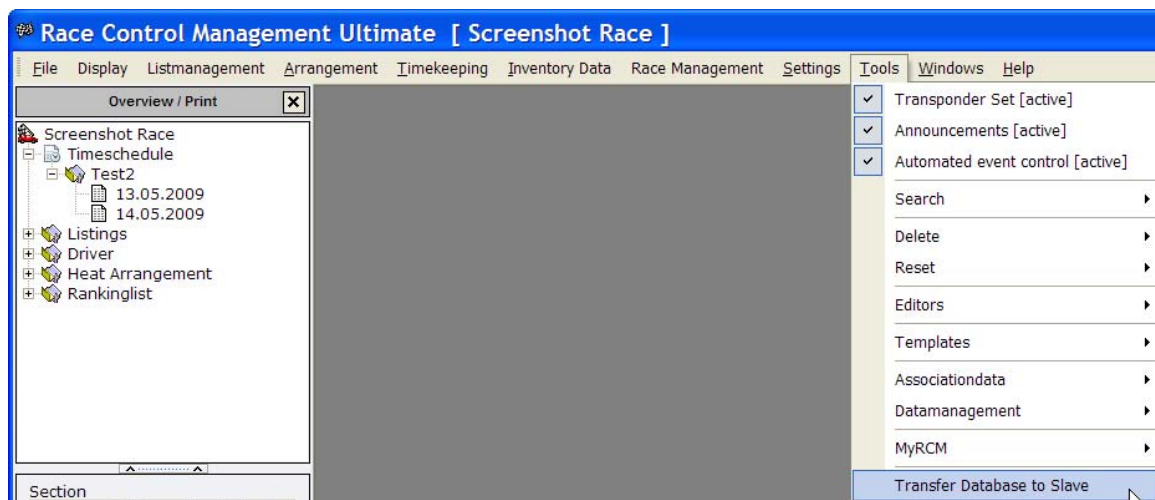 Race Control Management Ultimate [ Screenshot Race ]
File Display Listmanagement Arrangement Timekeeping Inventory Data Race Management Settings Tools Windows Help
Overview / Print
Screenshot Race
Timeschedule
Test2
13.05.2009
14.05.2009
Listings
Driver
Heat Arrangement
Rankinglist
Section
Transponder Set [active]
Announcements [active]
Automated event control [active]
Search
Delete
Reset
Editors
Templates
Associationdata
Datamanagement
MyRCM
Transfer Database to Slave